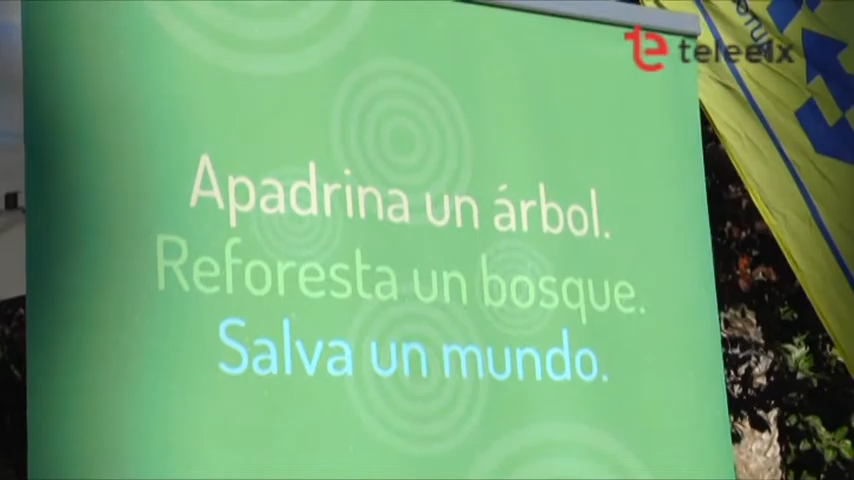 teleelx
Apadrina un árbol.
Reforesta un bosque.
Salva un mundo.